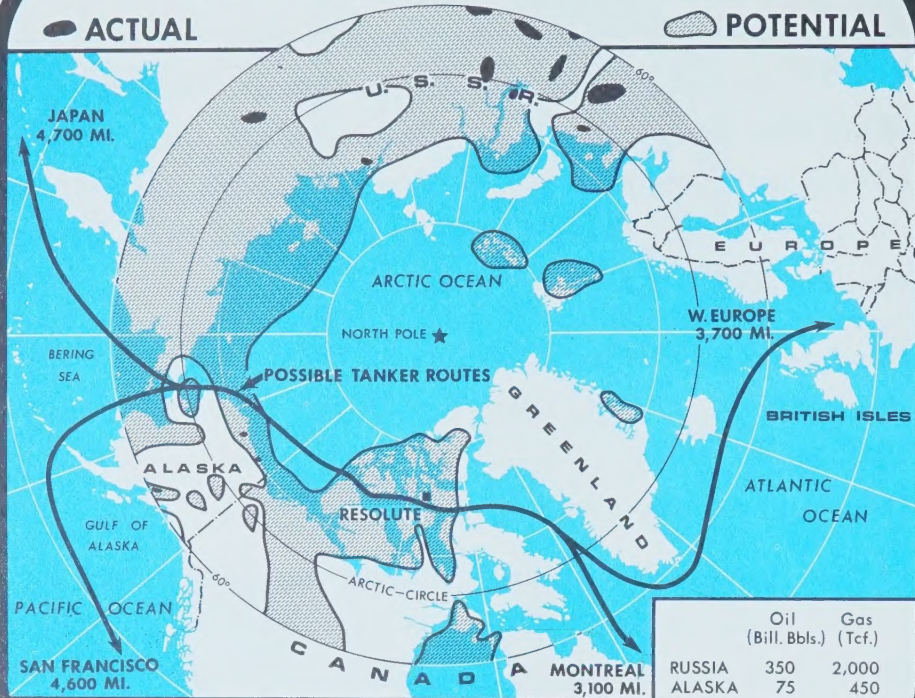 ACTUAL
POTENTIAL
60°
U. S. S. R.
JAPAN
4,700 MI.
EUROPE
ARCTIC OCEAN
W. EUROPE
3,700 MI.
NORTH POLE
BERING
SEA
POSSIBLE TANKER ROUTES
GREENLAND
BRITISH ISLES
ALASKA
RESOLUTE
ATLANTIC
OCEAN
GULF OF
ALASKA
60°
ARCTIC-CIRCLE
PACIFIC OCEAN
CANADA
SAN FRANCISCO
4,600 MI.
MONTREAL
3,100 MI.
Oil Gas
(Bill. Bbls.) (Tcf.)
RUSSIA 350 2,000
ALASKA 75 450